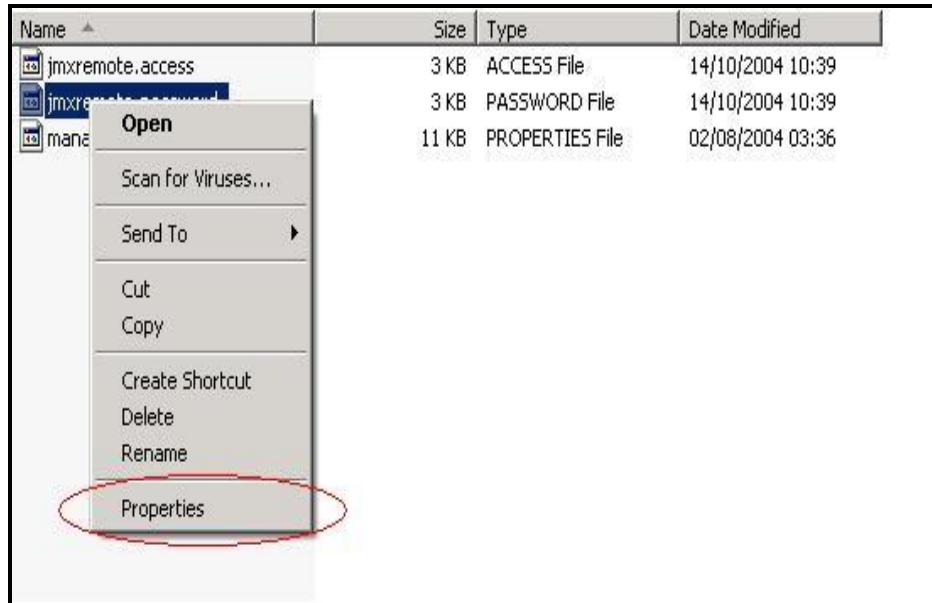 Name Size Type Date Modified
jmxremote.access 3 KB ACCESS File 14/10/2004 10:39
3 KB PASSWORD File 14/10/2004 10:39
11 KB PROPERTIES File 02/08/2004 03:36
Open
Scan for Viruses...
Send To
Cut
Copy
Create Shortcut
Delete
Rename
Properties